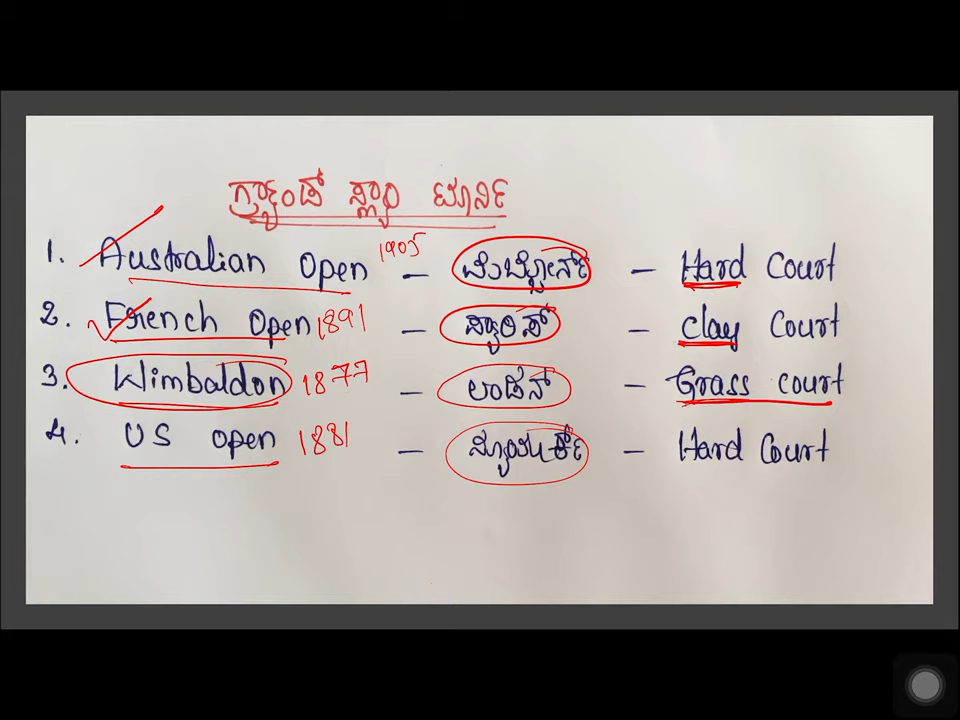 ಗ್ರ್ಯಾಂಡ್ ಸ್ಲ್ಯಾಂ ಟೂರ್ನಿ
1. Australian Open 1905 – ಮೆಲ್ಬೋರ್ನ್ – Hard Court
2. French Open 1891 – ಪ್ಯಾರಿಸ್ – Clay Court
3. Wimbaldon 1877 – ಲಂಡನ್ – Grass court
4. US open 1881 – ನ್ಯೂಯಾರ್ಕ್ – Hard Court